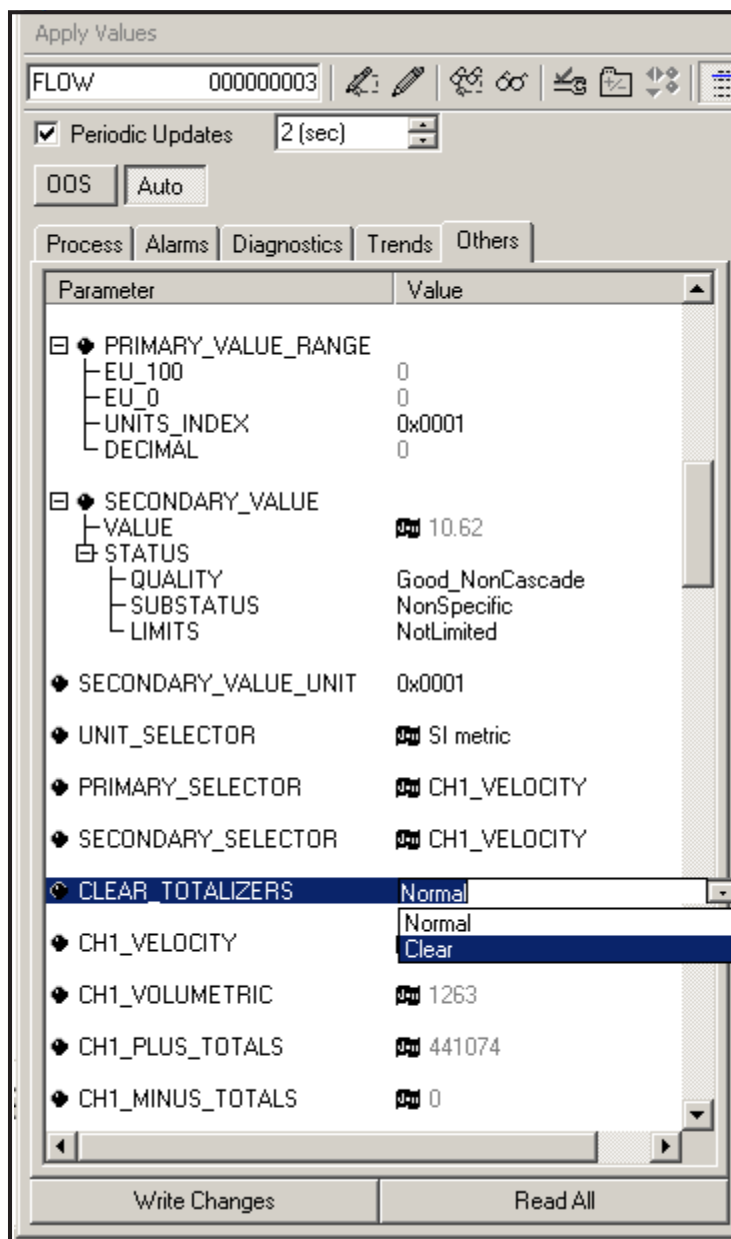 Apply Values
FLOW 000000003
Periodic Updates 2 (sec)
OOS Auto
Process Alarms Diagnostics Trends Others
Parameter Value
PRIMARY_VALUE_RANGE
EU_100 0
EU_0 0
UNITS_INDEX 0x0001
DECIMAL 0
SECONDARY_VALUE
VALUE 10.62
STATUS
QUALITY Good_NonCascade
SUBSTATUS NonSpecific
LIMITS NotLimited
SECONDARY_VALUE_UNIT 0x0001
UNIT_SELECTOR SI metric
PRIMARY_SELECTOR CH1_VELOCITY
SECONDARY_SELECTOR CH1_VELOCITY
CLEAR_TOTALIZERS Normal
Normal
CH1_VELOCITY Clear
CH1_VOLUMETRIC 1263
CH1_PLUS_TOTALS 441074
CH1_MINUS_TOTALS 0
Write Changes Read All